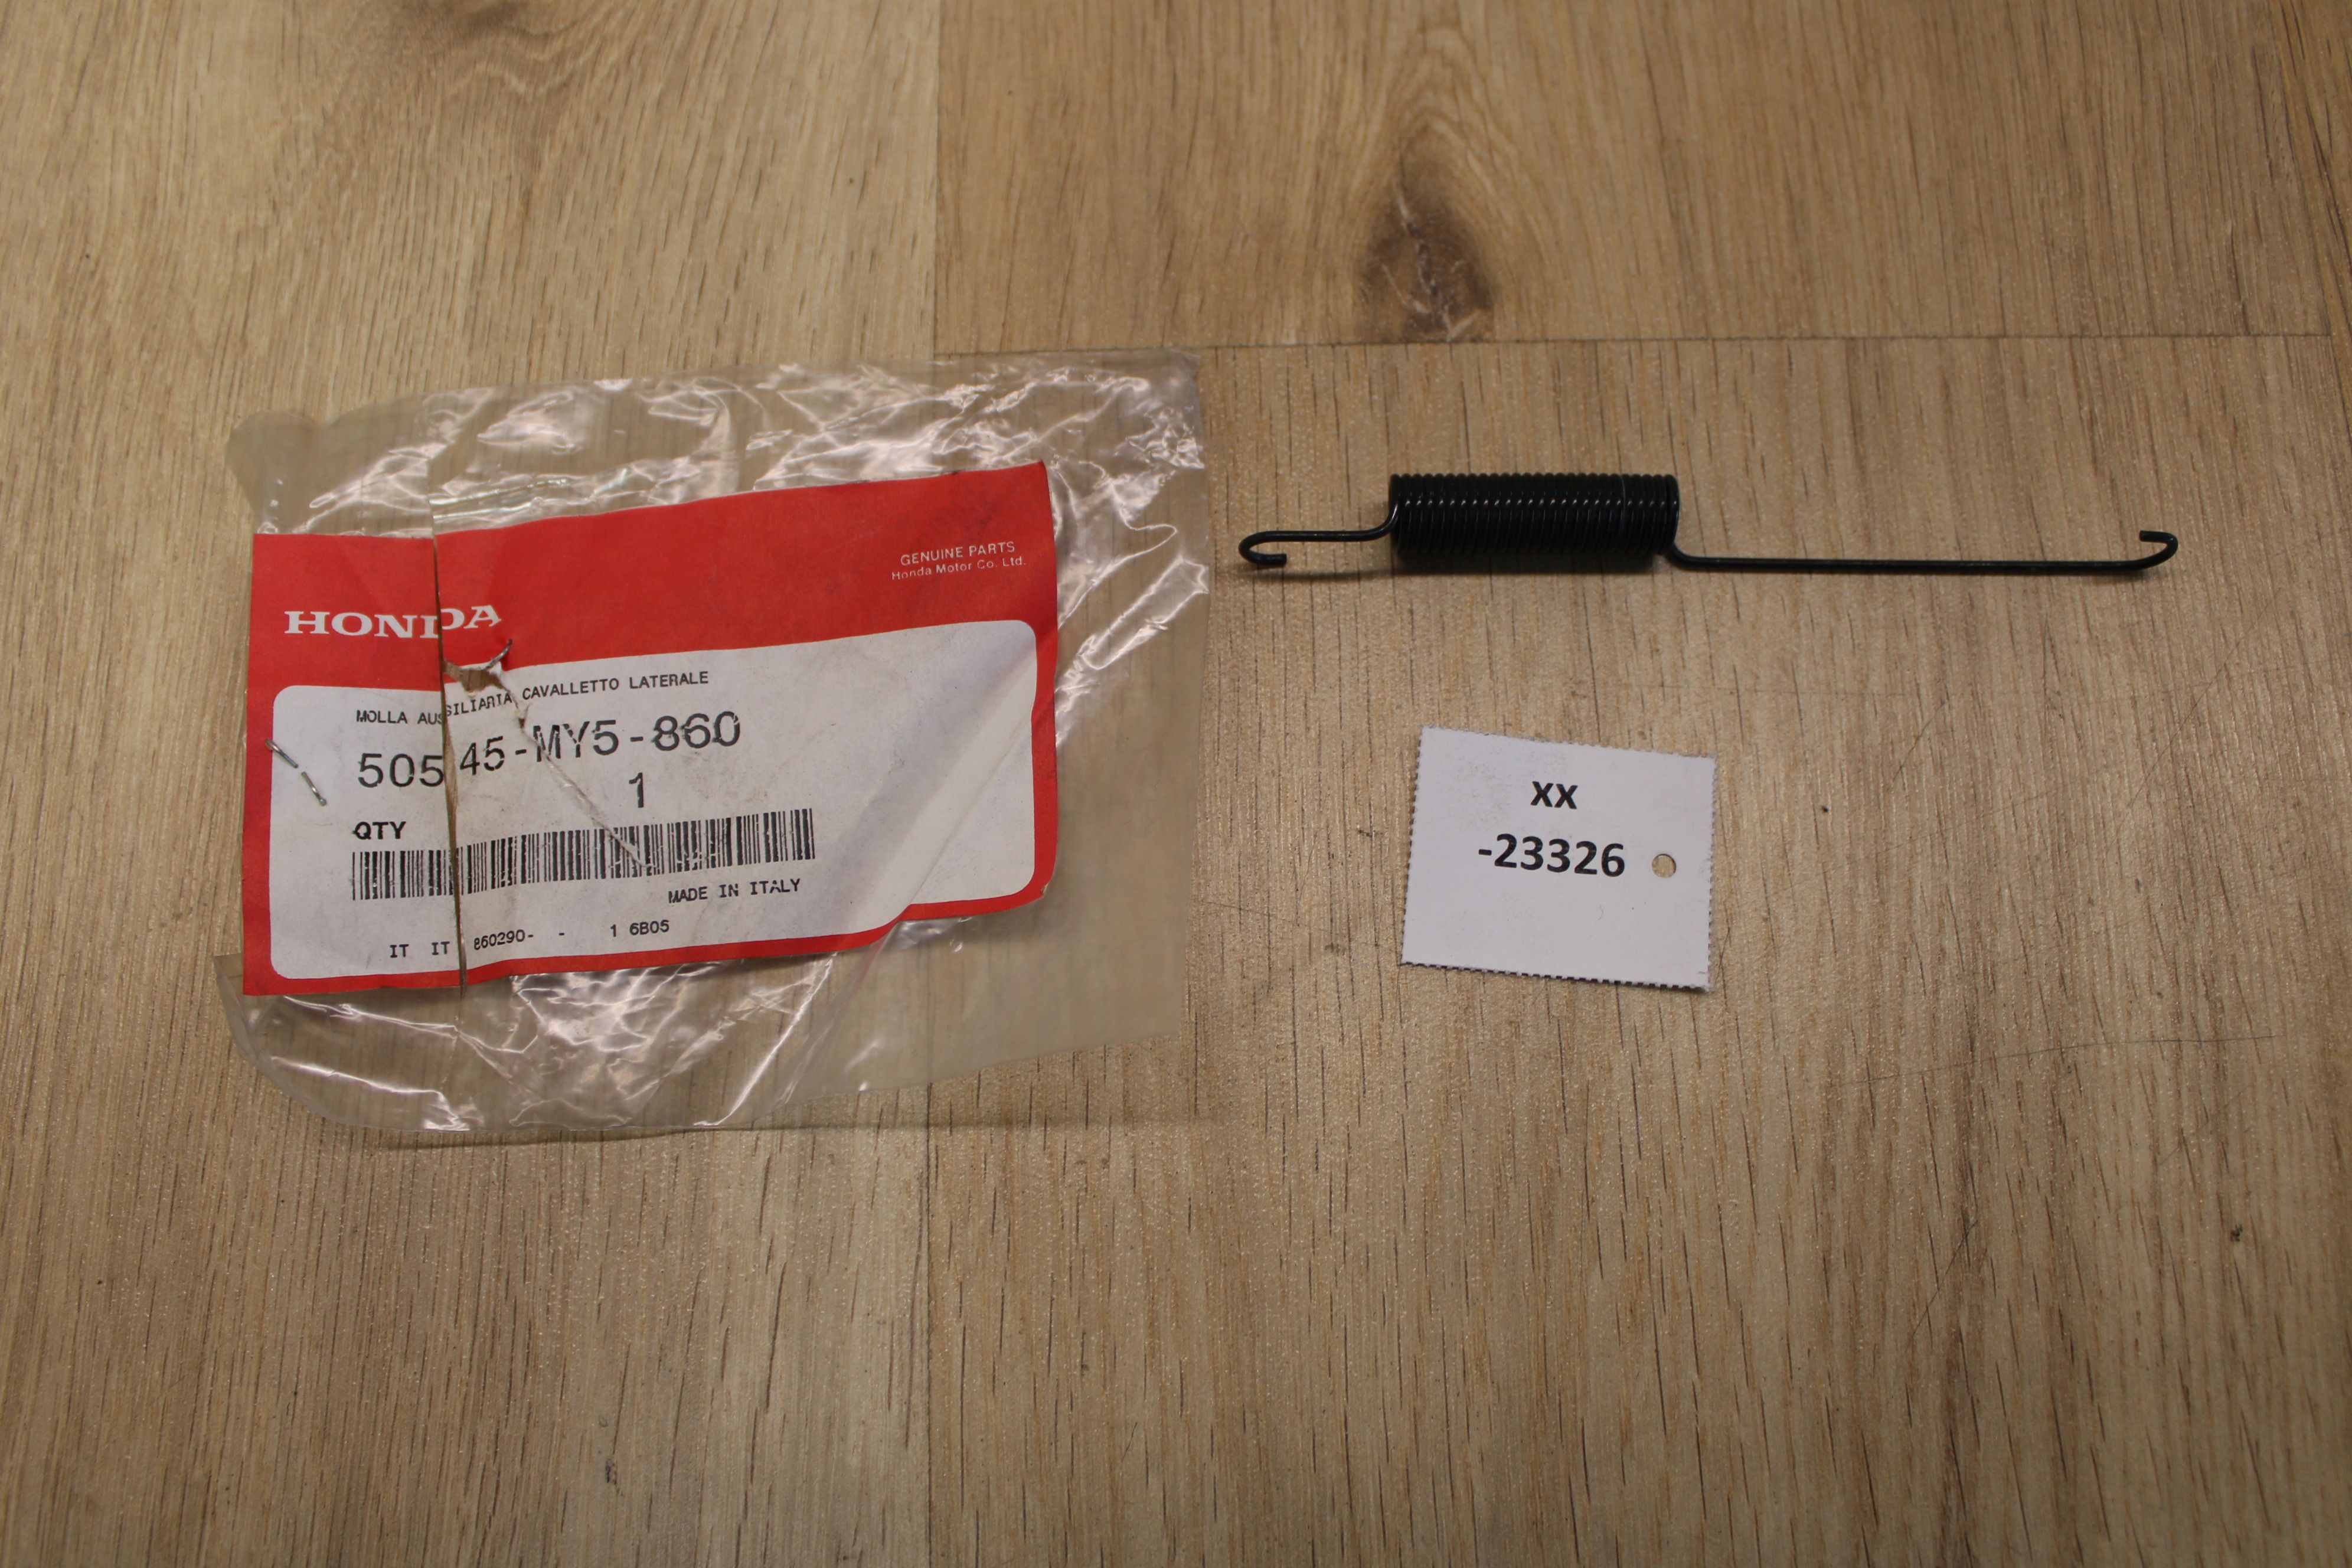 GENUINE PARTS
Honda Motor Co. Ltd.
HONDA
MOLLA AUSILIARIA CAVALLETTO LATERALE
50545-MY5-860
1
QTY
MADE IN ITALY
IT IT 860290- - 1 6B05
xx
-23326